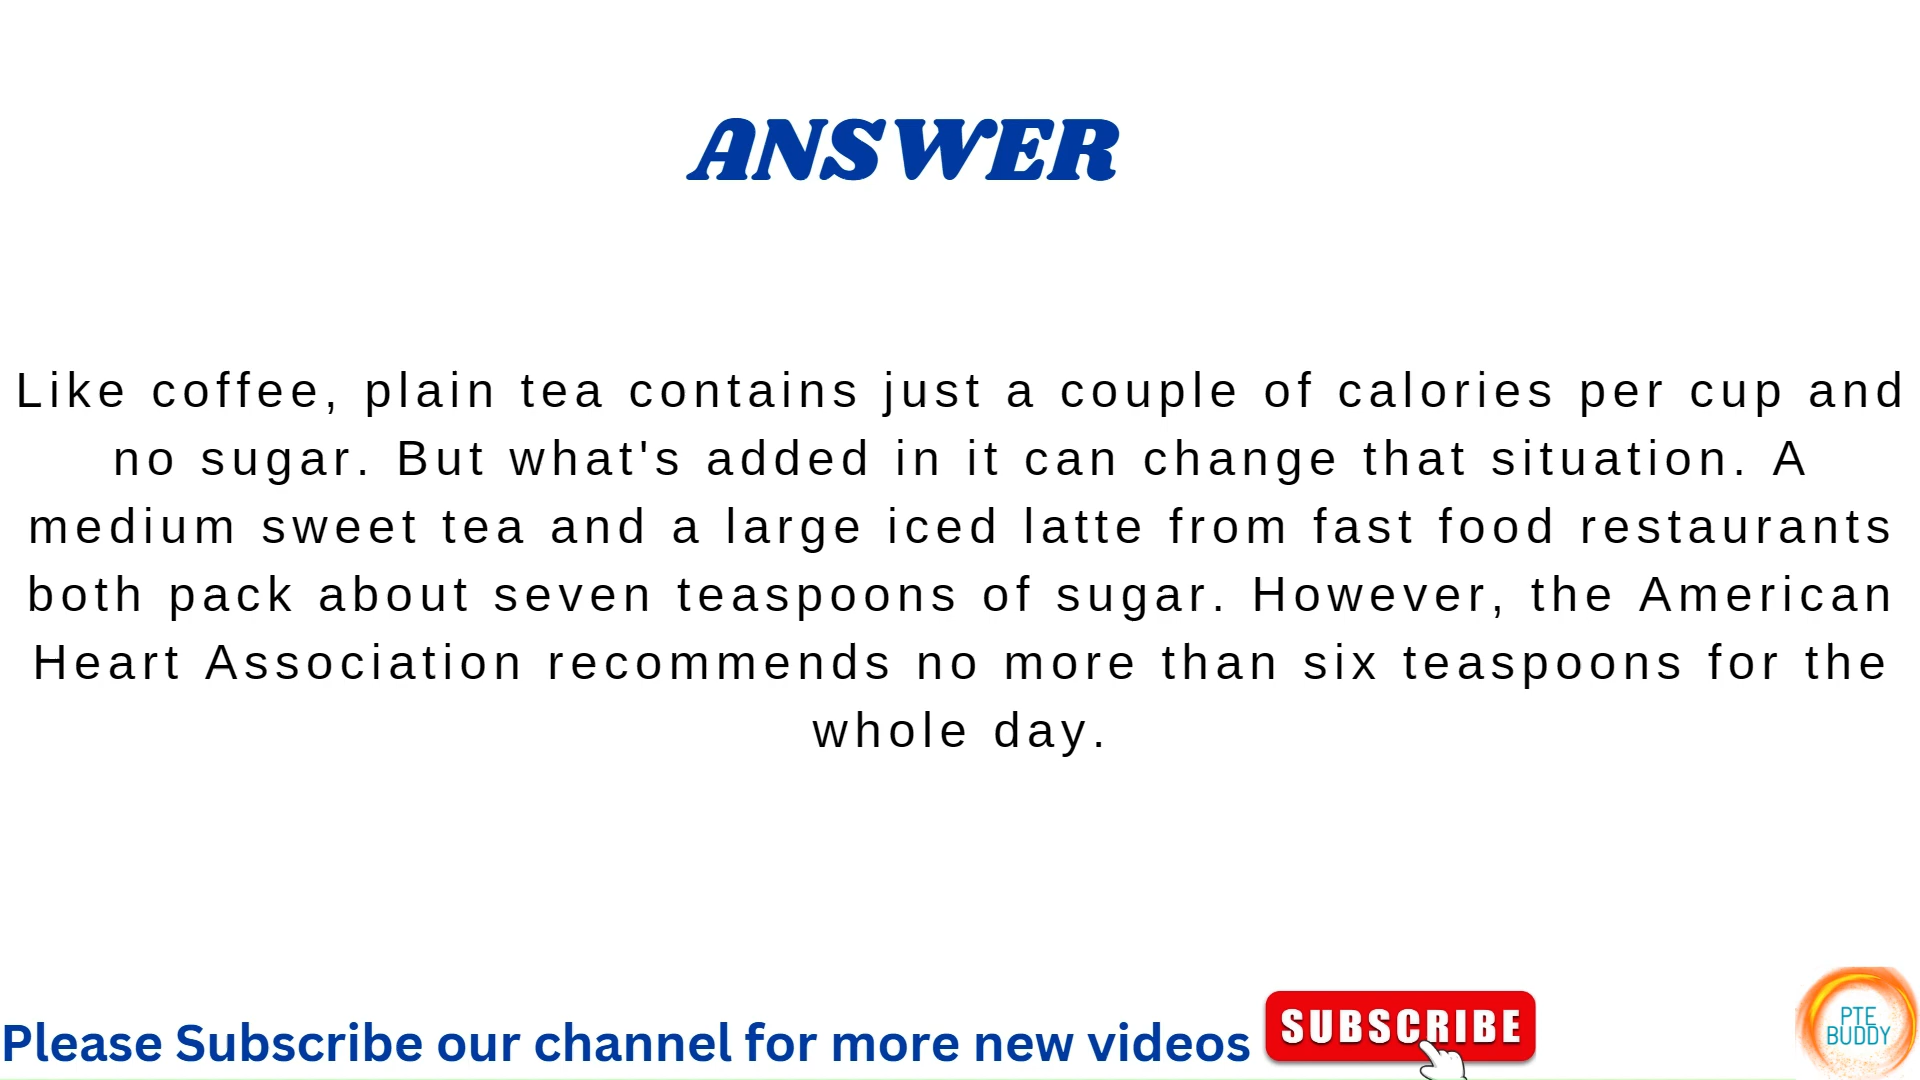 ANSWER
Like coffee, plain tea contains just a couple of calories per cup and
no sugar. But what's added in it can change that situation. A
medium sweet tea and a large iced latte from fast food restaurants
both pack about seven teaspoons of sugar. However, the American
Heart Association recommends no more than six teaspoons for the
whole day.
Please Subscribe our channel for more new videos
SUBSCRIBE
PTE
BUDDY